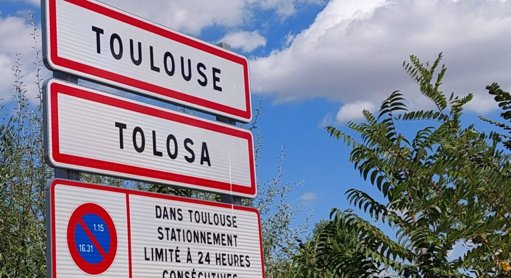 TOULOUSE
TOLOSA
1.15
16.31
DANS TOULOUSE
STATIONNEMENT
LIMITÉ À 24 HEURES
CONSÉCUTIVES